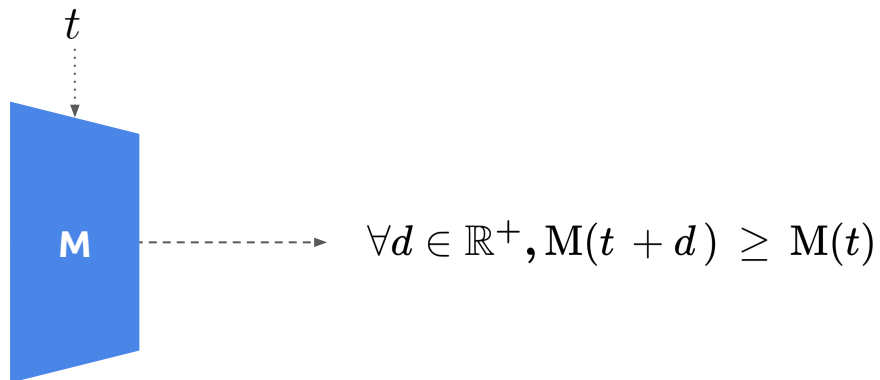 t
M
∀d ∈ ℝ⁺, M(t + d) ≥ M(t)